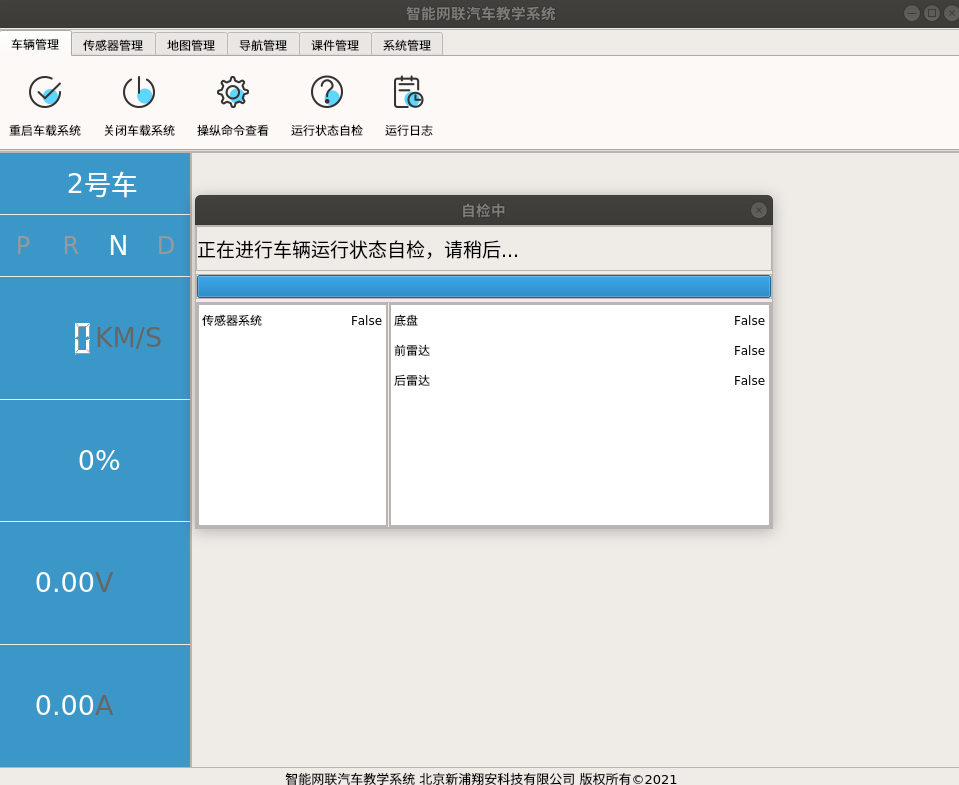 智能网联汽车教学系统
车辆管理 传感器管理 地图管理 导航管理 课件管理 系统管理
重启车载系统 关闭车载系统 操纵命令查看 运行状态自检 运行日志
2号车
P R N D
KM/S
0%
0.00V
0.00A
自检中
正在进行车辆运行状态自检，请稍后...
传感器系统 False
底盘 False
前雷达 False
后雷达 False
智能网联汽车教学系统 北京新浦翔安科技有限公司 版权所有©2021